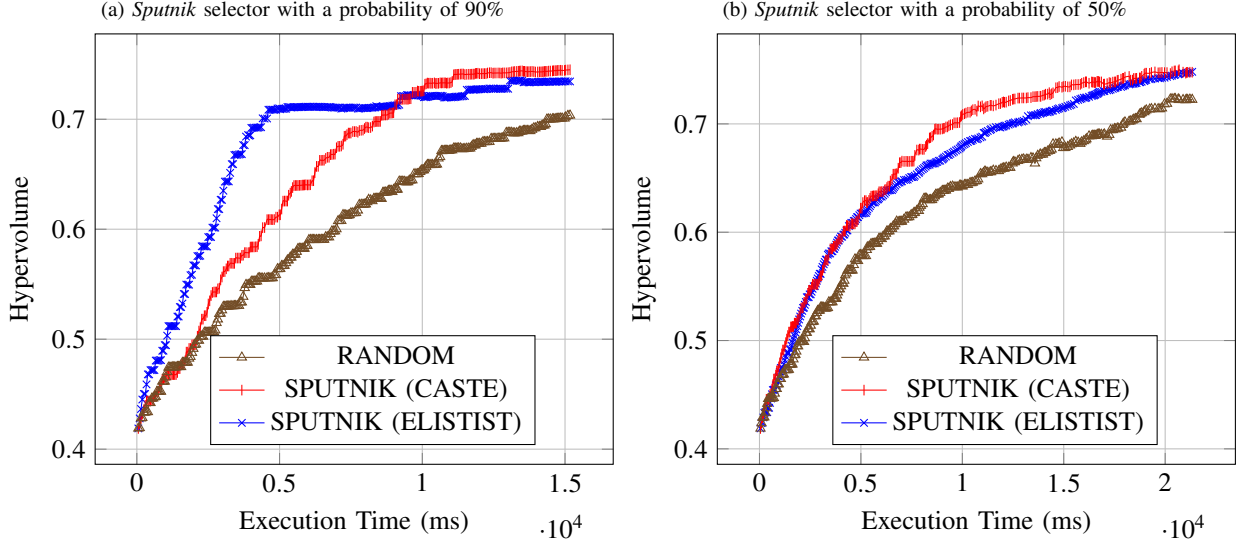 (a) Sputnik selector with a probability of 90%
Hypervolume
0.7
0.6
0.5
0.4
RANDOM
SPUTNIK (CASTE)
SPUTNIK (ELISTIST)
0
0.5
1
1.5
Execution Time (ms)
·10^4
(b) Sputnik selector with a probability of 50%
Hypervolume
0.7
0.6
0.5
0.4
RANDOM
SPUTNIK (CASTE)
SPUTNIK (ELISTIST)
0
0.5
1
1.5
2
Execution Time (ms)
·10^4